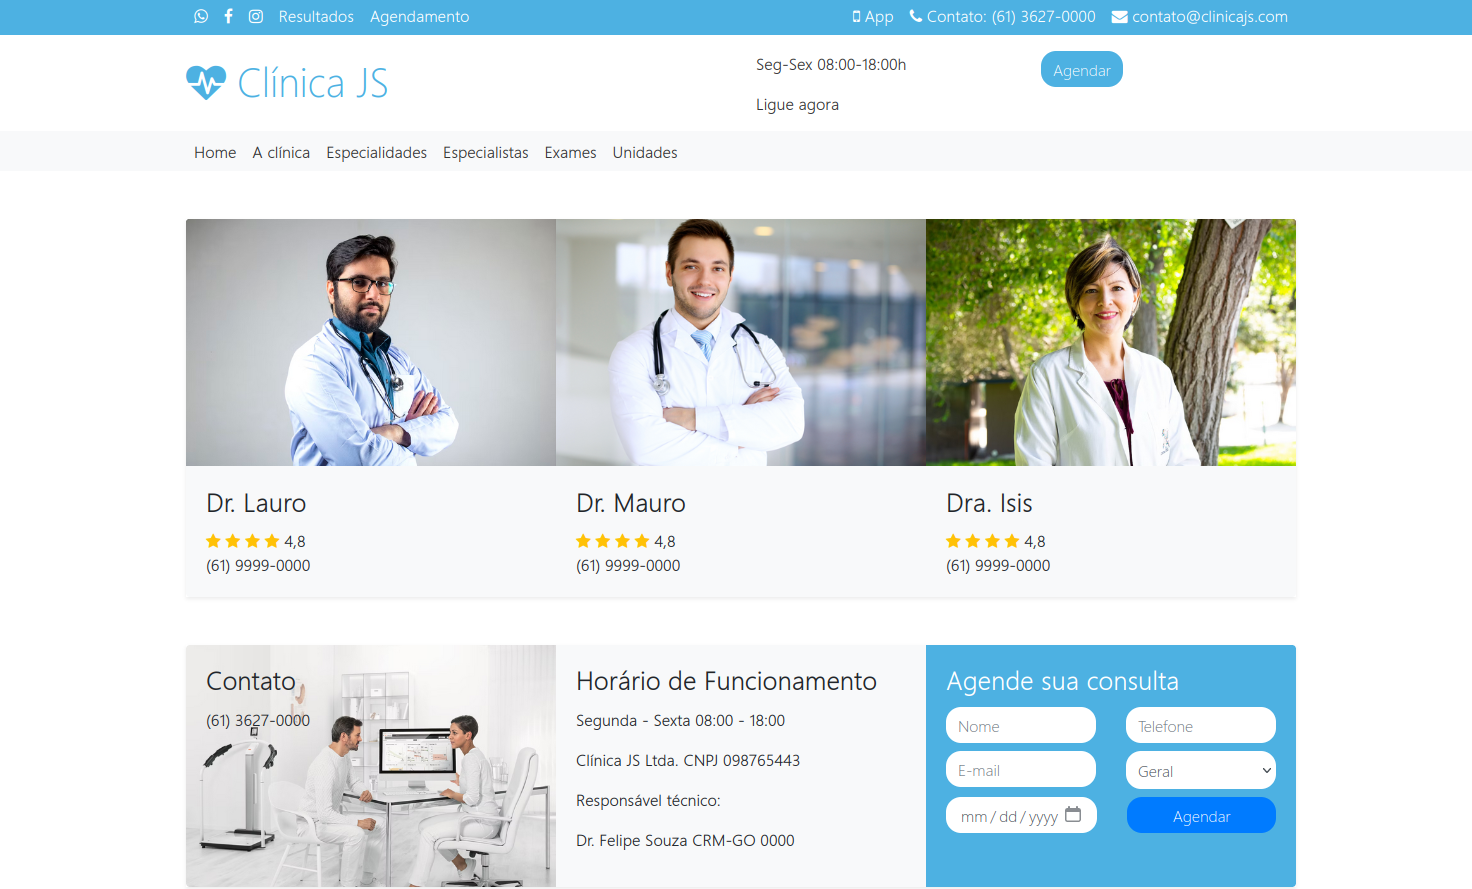 Resultados Agendamento App Contato: (61) 3627-0000 contato@clinicajs.com
Clínica JS
Seg-Sex 08:00-18:00h
Ligue agora
Agendar
Home A clínica Especialidades Especialistas Exames Unidades
Dr. Lauro
4,8
(61) 9999-0000
Dr. Mauro
4,8
(61) 9999-0000
Dra. Isis
4,8
(61) 9999-0000
Contato
(61) 3627-0000
Horário de Funcionamento
Segunda - Sexta 08:00 - 18:00
Clínica JS Ltda. CNPJ 098765443
Responsável técnico:
Dr. Felipe Souza CRM-GO 0000
Agende sua consulta
Nome Telefone
E-mail Geral
mm/dd/yyyy Agendar